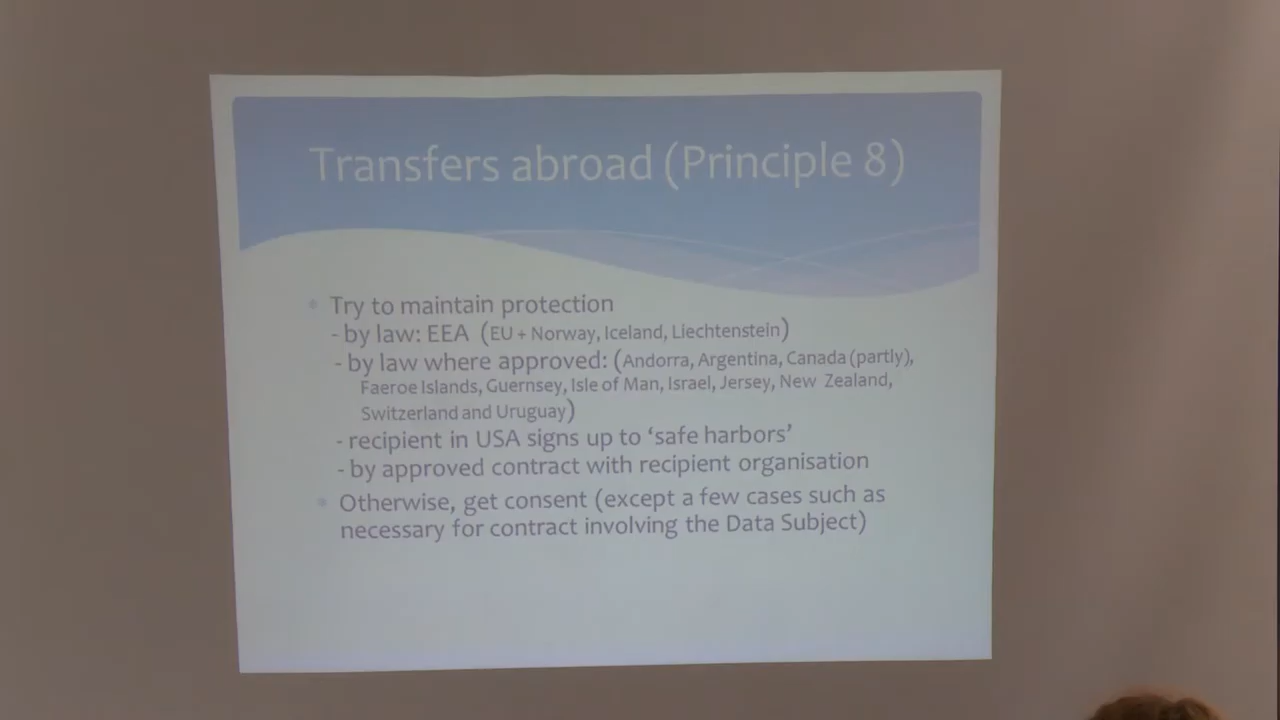 Transfers abroad (Principle 8)
Try to maintain protection
- by law: EEA (EU + Norway, Iceland, Liechtenstein)
- by law where approved: (Andorra, Argentina, Canada (partly),
Faeroe Islands, Guernsey, Isle of Man, Israel, Jersey, New Zealand,
Switzerland and Uruguay)
- recipient in USA signs up to ‘safe harbors’
- by approved contract with recipient organisation
Otherwise, get consent (except a few cases such as
necessary for contract involving the Data Subject)